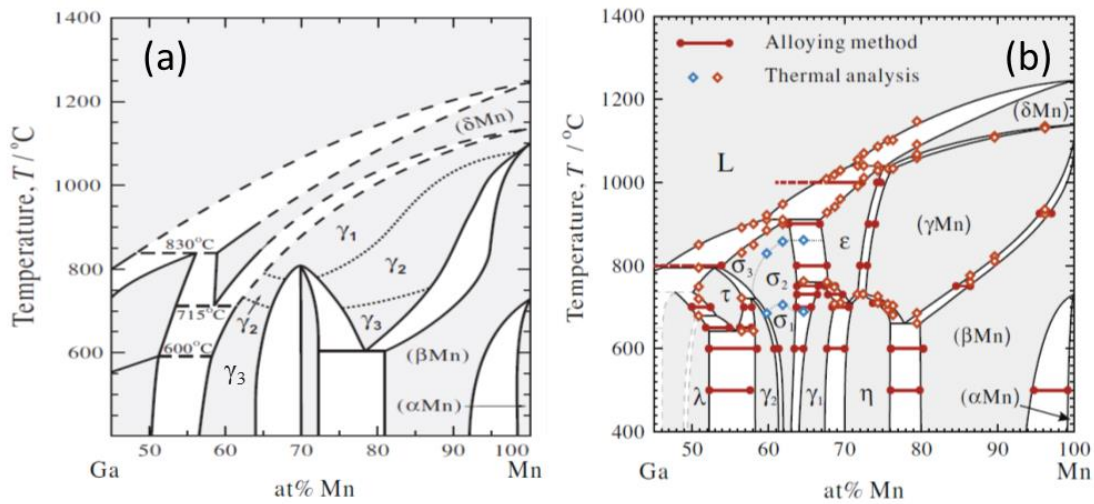 (a)
1400
1200
1000
800
600
Temperature, T / °C
(δMn)
830°C
γ₁
γ₂
715°C
γ₂
γ₃
600°C
γ₃
(βMn)
(αMn)
50 60 70 80 90 100
Ga Mn
at% Mn
(b)
Alloying method
Thermal analysis
1400
1200
1000
800
600
400
Temperature, T / °C
L
(δMn)
(γMn)
ε
σ₃
σ₂
τ
σ₁
(βMn)
λ
γ₂
γ₁
η
(αMn)
50 60 70 80 90 100
Ga Mn
at% Mn